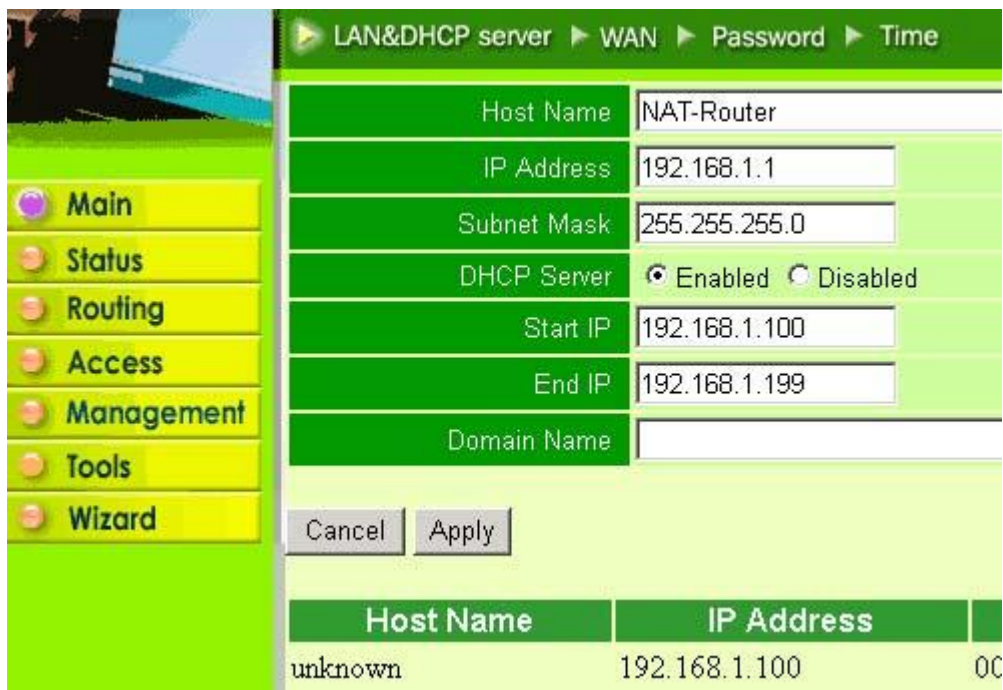 LAN&DHCP server WAN Password Time
Main
Status
Routing
Access
Management
Tools
Wizard
Host Name NAT-Router
IP Address 192.168.1.1
Subnet Mask 255.255.255.0
DHCP Server Enabled Disabled
Start IP 192.168.1.100
End IP 192.168.1.199
Domain Name
Cancel Apply
Host Name IP Address
unknown 192.168.1.100